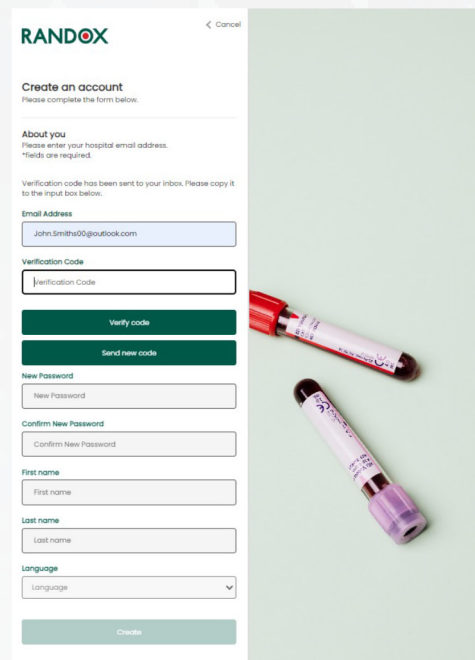 Cancel
RANDOX
Create an account
Please complete the form below.
About you
Please enter your hospital email address.
*fields are required.
Verification code has been sent to your inbox. Please copy it
to the input box below.
Email Address
John.Smiths00@outlook.com
Verification Code
Verification Code
Verify code
Send new code
New Password
New Password
Confirm New Password
Confirm New Password
First name
First name
Last name
Last name
Language
Language
Create